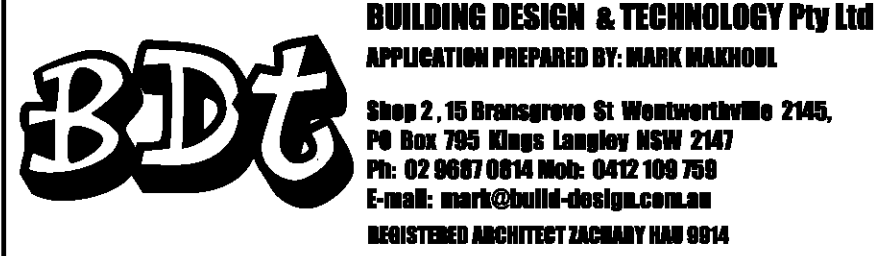 BDt
BUILDING DESIGN & TECHNOLOGY Pty Ltd
APPLICATION PREPARED BY: MARK MAKHOUL
Shop 2 , 15 Bransgrove St Wentworthville 2145,
PO Box 795 Kings Langley NSW 2147
Ph: 02 9687 0814 Mob: 0412 109 759
E-mail: mark@build-design.com.au
REGISTERED ARCHITECT ZACHARY HAU 9914